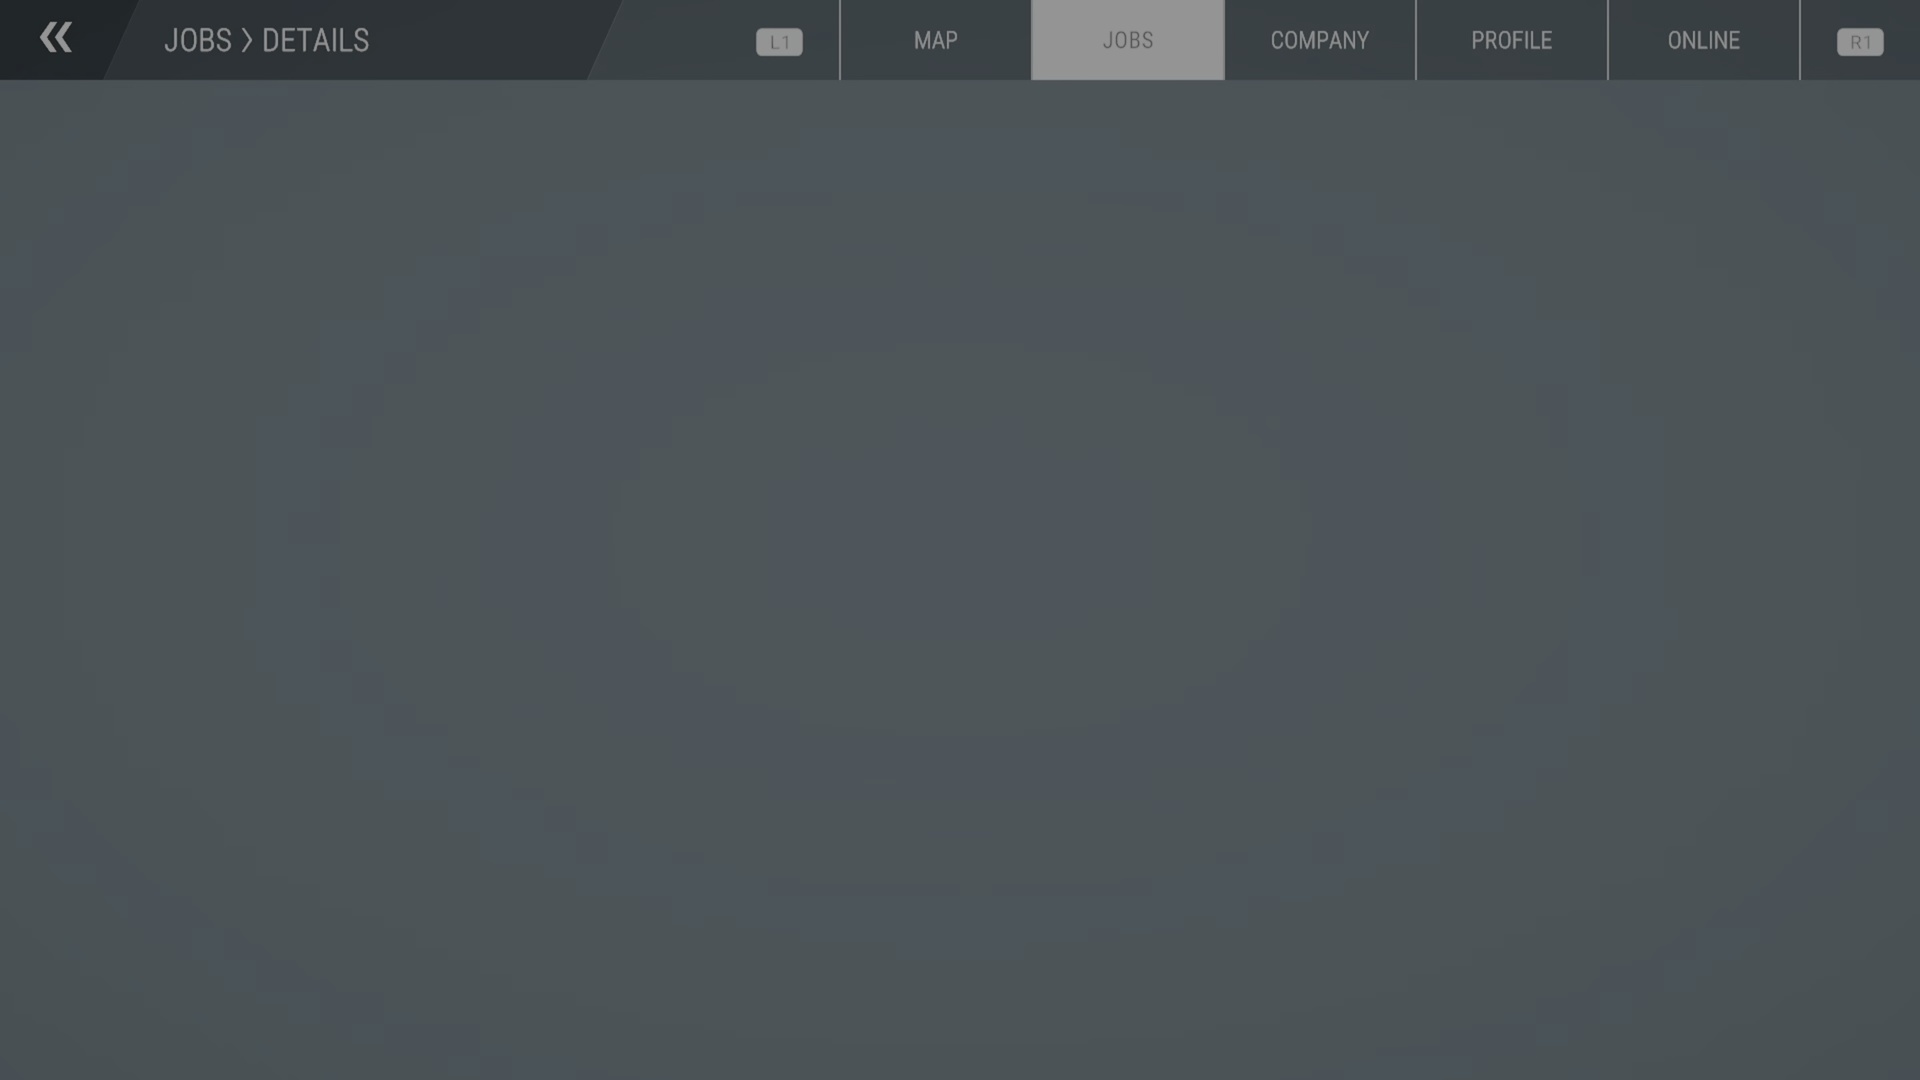 JOBS > DETAILS
L1
MAP
JOBS
COMPANY
PROFILE
ONLINE
R1